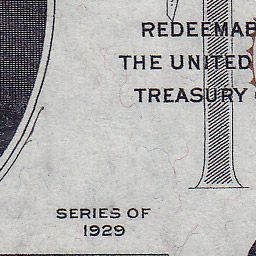 REDEEMAB
THE UNITED
TREASURY
SERIES OF
1929